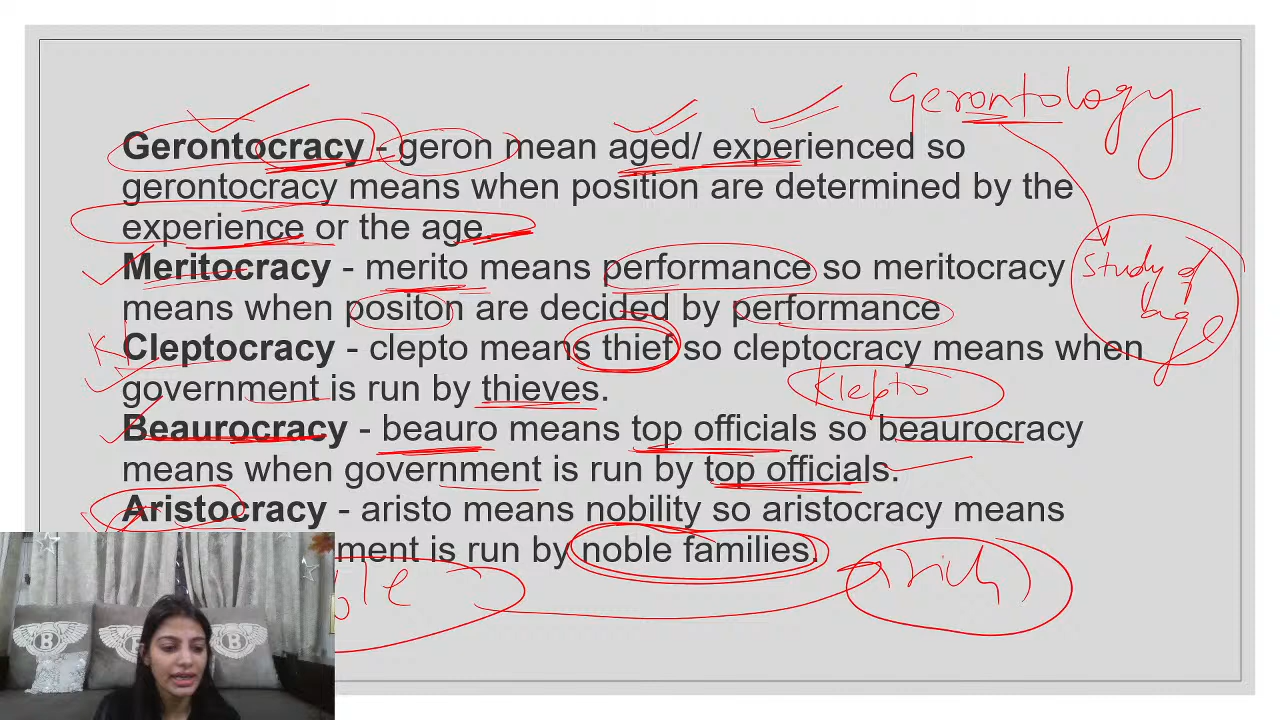 Gerontology
Gerontocracy - geron mean aged/ experienced so
gerontocracy means when position are determined by the
experience or the age.
Meritocracy - merito means performance so meritocracy
means when positon are decided by performance
study of
age
K
Cleptocracy - clepto means thief so cleptocracy means when
government is run by thieves.
Klepto
Beaurocracy - beauro means top officials so beaurocracy
means when government is run by top officials.
Aristocracy - aristo means nobility so aristocracy means
ment is run by noble families.
ble
B
B